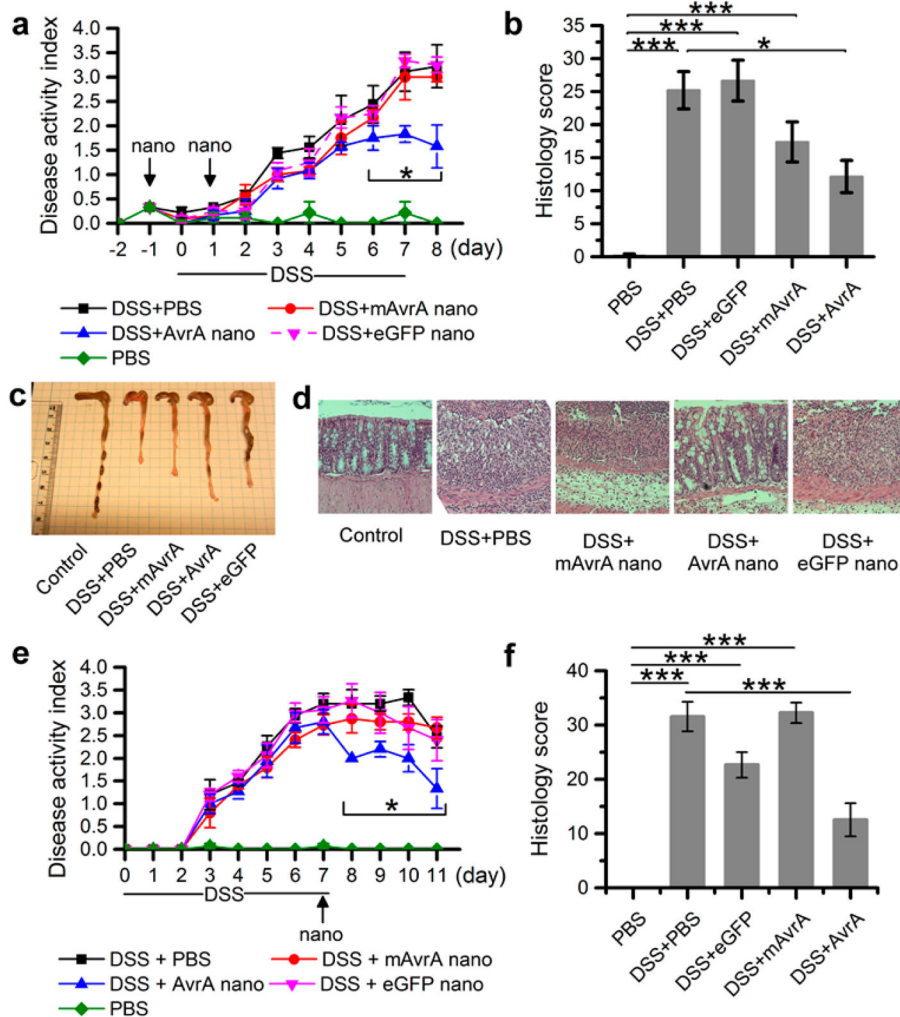 a
Disease activity index
4.0
3.5
3.0
2.5
2.0
1.5
1.0
0.5
0.0
nano nano
*
-2 -1 0 1 2 3 4 5 6 7 8 (day)
DSS
DSS+PBS DSS+mAvrA nano
DSS+AvrA nano DSS+eGFP nano
PBS
b
Histology score
35
30
25
20
15
10
5
0
***
***
*** *
PBS
DSS+PBS
DSS+eGFP
DSS+mAvrA
DSS+AvrA
c
Control
DSS+PBS
DSS+mAvrA
DSS+AvrA
DSS+eGFP
d
Control
DSS+PBS
DSS+
mAvrA nano
DSS+
AvrA nano
DSS+
eGFP nano
e
Disease activity index
4.0
3.5
3.0
2.5
2.0
1.5
1.0
0.5
0.0
*
0 1 2 3 4 5 6 7 8 9 10 11 (day)
DSS
nano
DSS + PBS DSS + mAvrA nano
DSS + AvrA nano DSS + eGFP nano
PBS
f
Histology score
40
30
20
10
0
***
***
*** ***
PBS
DSS+PBS
DSS+eGFP
DSS+mAvrA
DSS+AvrA